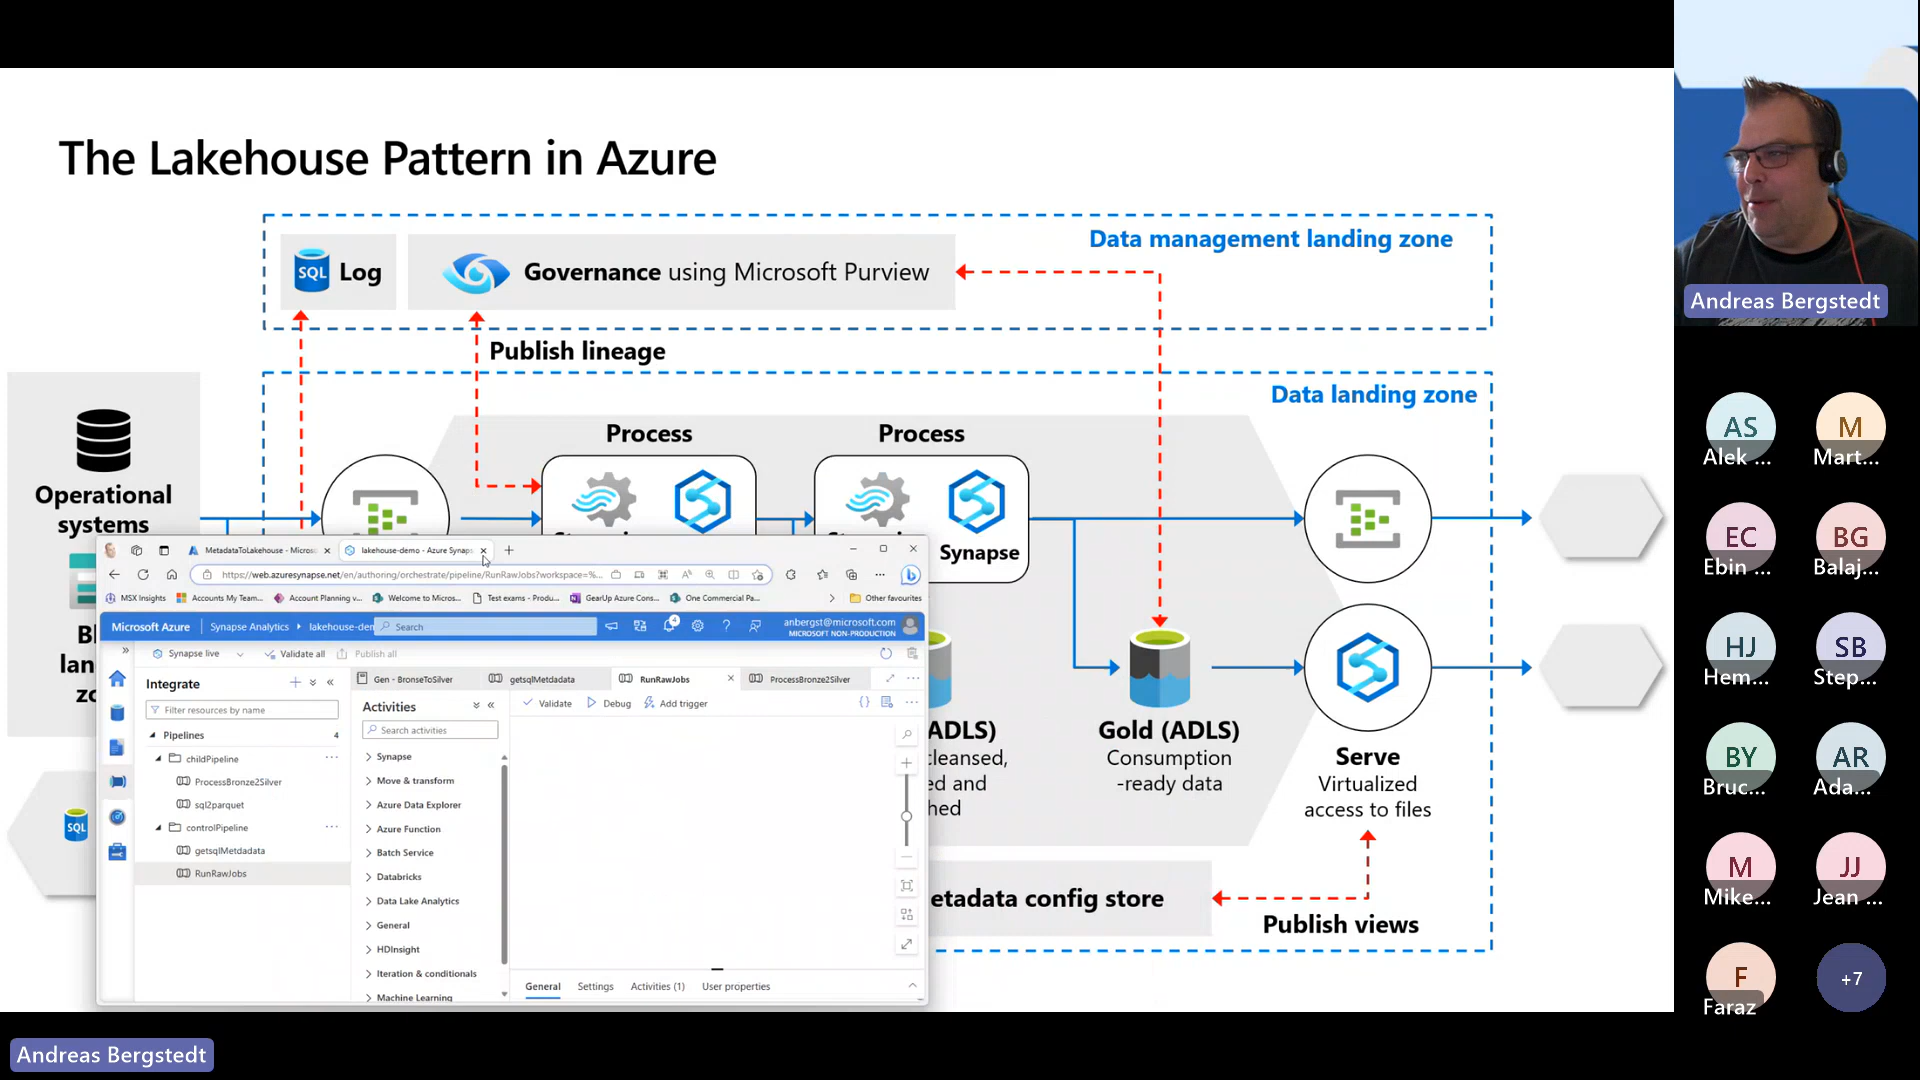 The Lakehouse Pattern in Azure
Data management landing zone
SQL
Log
Governance using Microsoft Purview
Publish lineage
Data landing zone
Operational
systems
Process
Process
Synapse
Gold (ADLS)
Consumption
-ready data
ADLS)
cleansed,
ed and
hed
Serve
Virtualized
access to files
etadata config store
Publish views
SQL
MetadataToLakehouse - Micros
lakehouse-demo - Azure Synaps
https://web.azuresynapse.net/en/authoring/orchestrate/pipeline/RunRawJobs?workspace=%...
MSX Insights
Accounts My Team...
Account Planning v...
Welcome to Micros...
Test exams - Produ...
GearUp Azure Cons...
One Commercial Pa...
Other favourites
Microsoft Azure
Synapse Analytics
lakehouse-den
Search
4
anbergst@microsoft.com
MICROSOFT NON-PRODUCTION
Synapse live
Validate all
Publish all
Integrate
Filter resources by name
Pipelines
4
childPipeline
ProcessBronze2Silver
sql2parquet
controlPipeline
getsqlMetdadata
RunRawJobs
Gen - BronseToSilver
getsqlMetdadata
RunRawJobs
ProcessBronze2Silver
Activities
Search activities
Synapse
Move & transform
Azure Data Explorer
Azure Function
Batch Service
Databricks
Data Lake Analytics
General
HDInsight
Iteration & conditionals
Machine Learning
Validate
Debug
Add trigger
General
Settings
Activities (1)
User properties
Andreas Bergstedt
AS
Alek ...
M
Mart...
EC
Ebin ...
BG
Balaj...
HJ
Hem...
SB
Step...
BY
Bruc...
AR
Ada...
M
Mike...
JJ
Jean ...
F
Faraz
+7
Andreas Bergstedt